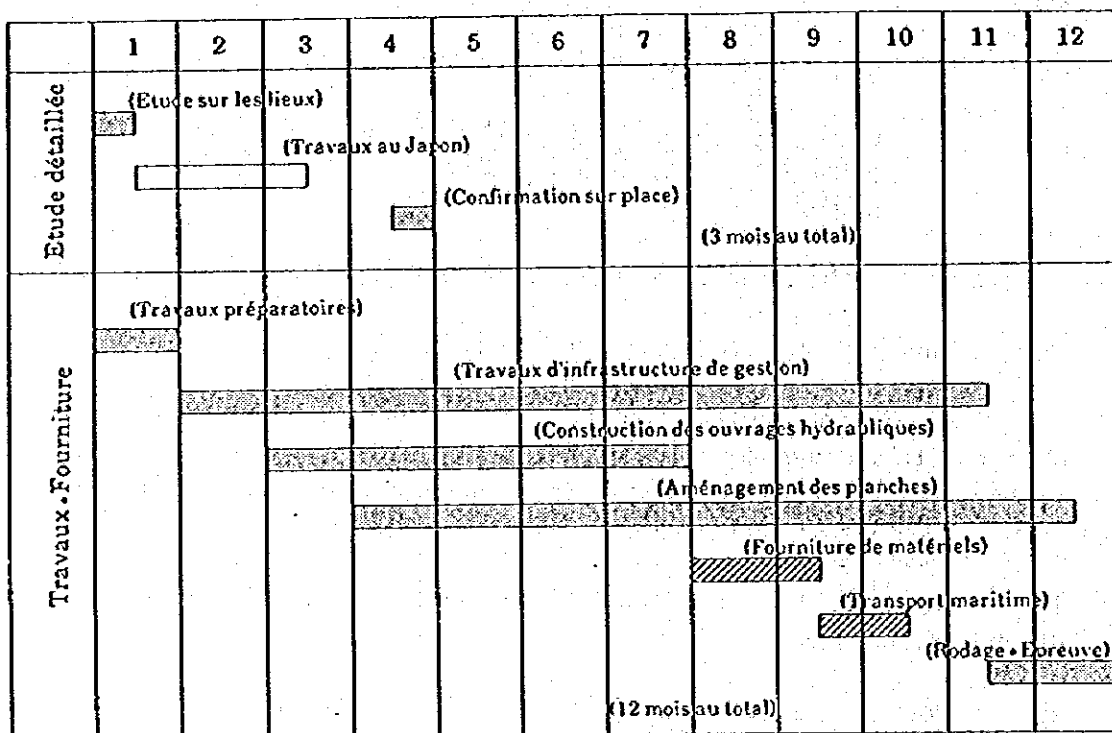 1 2 3 4 5 6 7 8 9 10 11 12
Etude détaillée
(Etude sur les lieux)
(Travaux au Japon)
(Confirmation sur place)
(3 mois au total)
Travaux • Fourniture
(Travaux préparatoires)
(Travaux d'infrastructure de gestion)
(Construction des ouvrages hydrauliques)
(Aménagement des planches)
(Fourniture de matériels)
(Transport maritime)
(Rodage • Epreuve)
(12 mois au total)